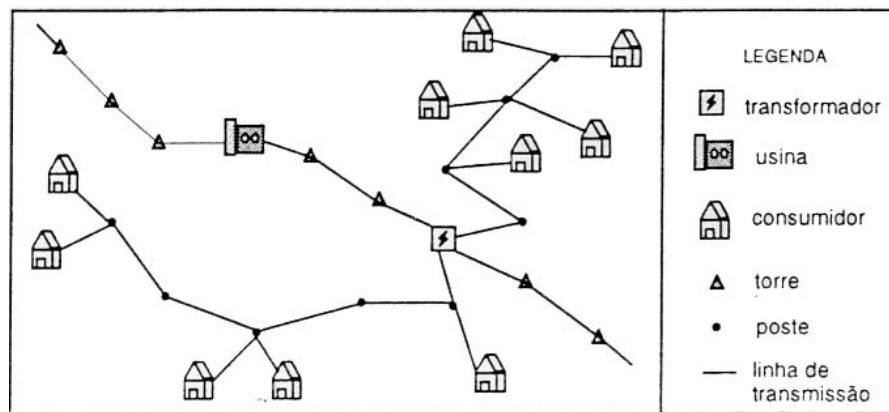 LEGENDA
transformador
usina
consumidor
torre
poste
linha de
transmissão